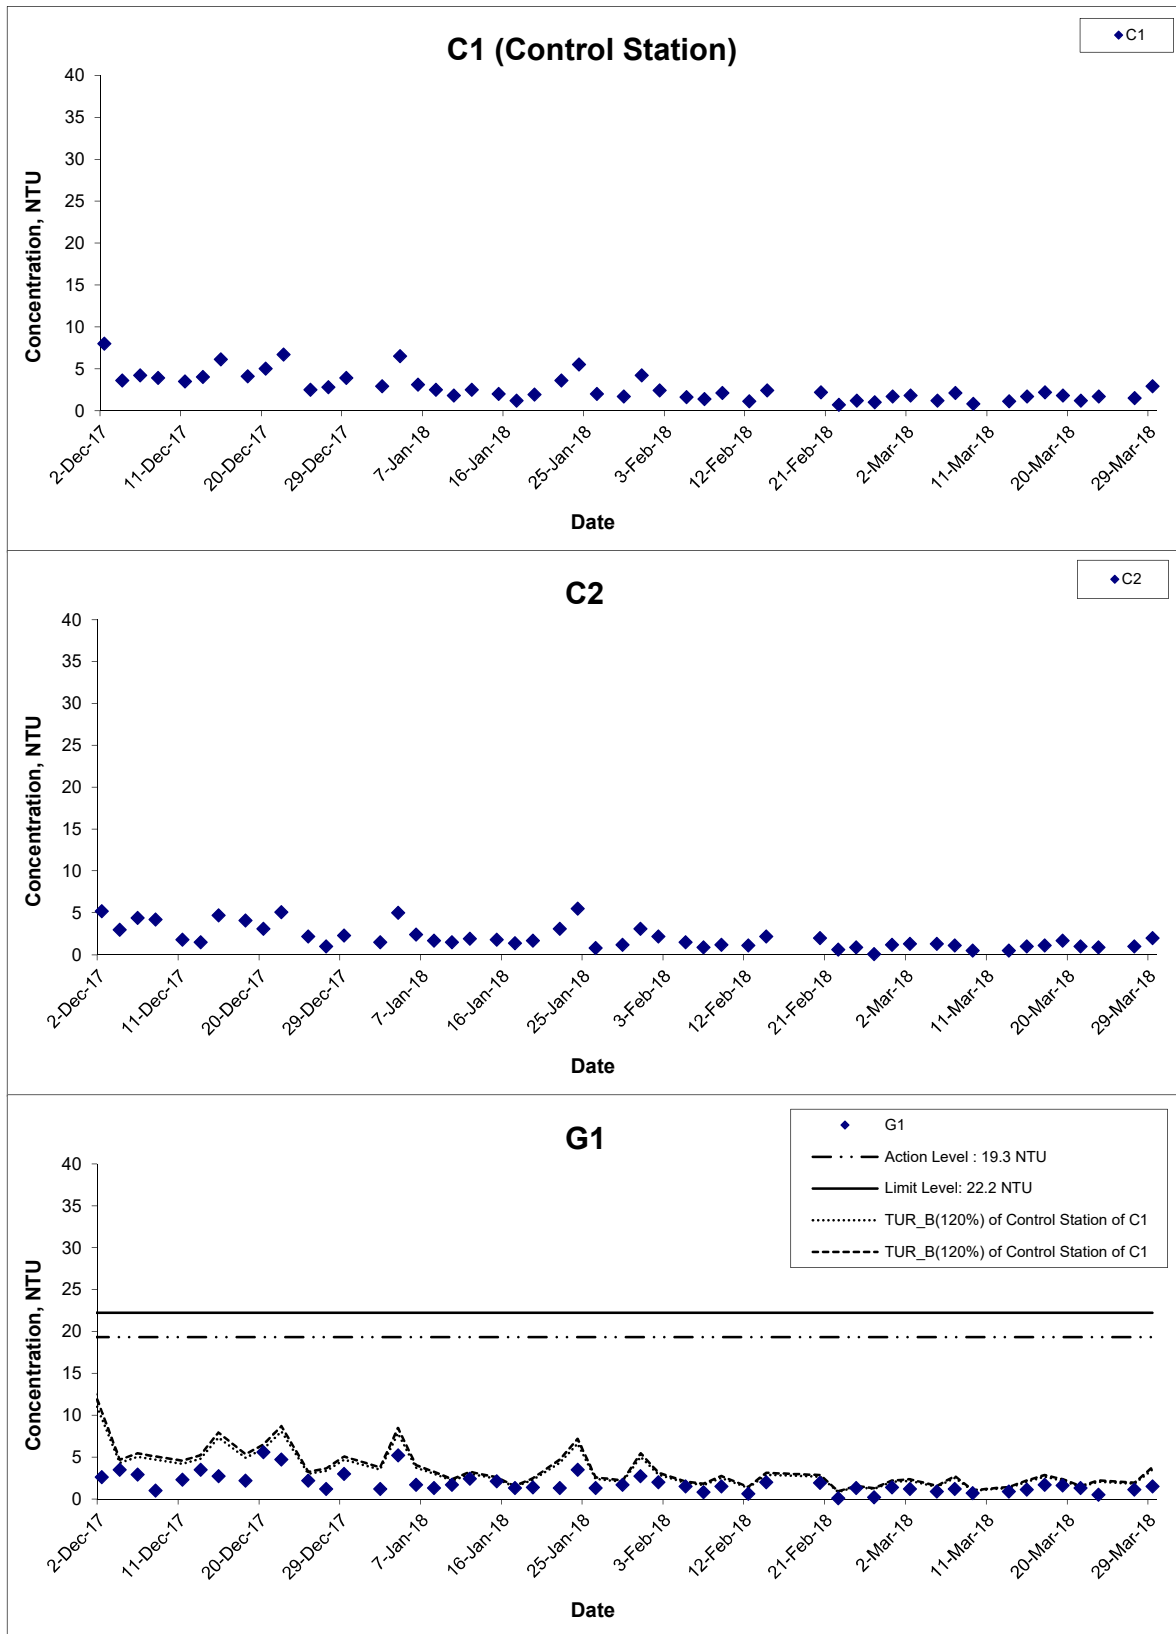 C1 (Control Station)
C1
Concentration, NTU
40
35
30
25
20
15
10
5
0
2-Dec-17
11-Dec-17
20-Dec-17
29-Dec-17
7-Jan-18
16-Jan-18
25-Jan-18
3-Feb-18
12-Feb-18
21-Feb-18
2-Mar-18
11-Mar-18
20-Mar-18
29-Mar-18
Date
C2
C2
Concentration, NTU
40
35
30
25
20
15
10
5
0
2-Dec-17
11-Dec-17
20-Dec-17
29-Dec-17
7-Jan-18
16-Jan-18
25-Jan-18
3-Feb-18
12-Feb-18
21-Feb-18
2-Mar-18
11-Mar-18
20-Mar-18
29-Mar-18
Date
G1
G1
Action Level : 19.3 NTU
Limit Level: 22.2 NTU
TUR_B(120%) of Control Station of C1
TUR_B(120%) of Control Station of C1
Concentration, NTU
40
35
30
25
20
15
10
5
0
2-Dec-17
11-Dec-17
20-Dec-17
29-Dec-17
7-Jan-18
16-Jan-18
25-Jan-18
3-Feb-18
12-Feb-18
21-Feb-18
2-Mar-18
11-Mar-18
20-Mar-18
29-Mar-18
Date